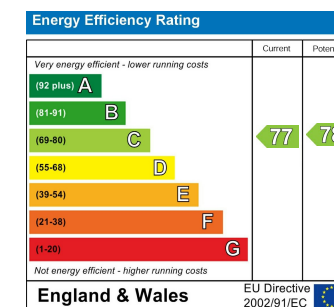 Energy Efficiency Rating
Current
Very energy efficient - lower running costs
(92 plus) A
(81-91) B
(69-80) C 77
(55-68) D
(39-54) E
(21-38) F
(1-20) G
Not energy efficient - higher running costs
England & Wales
EU Directive
2002/91/EC